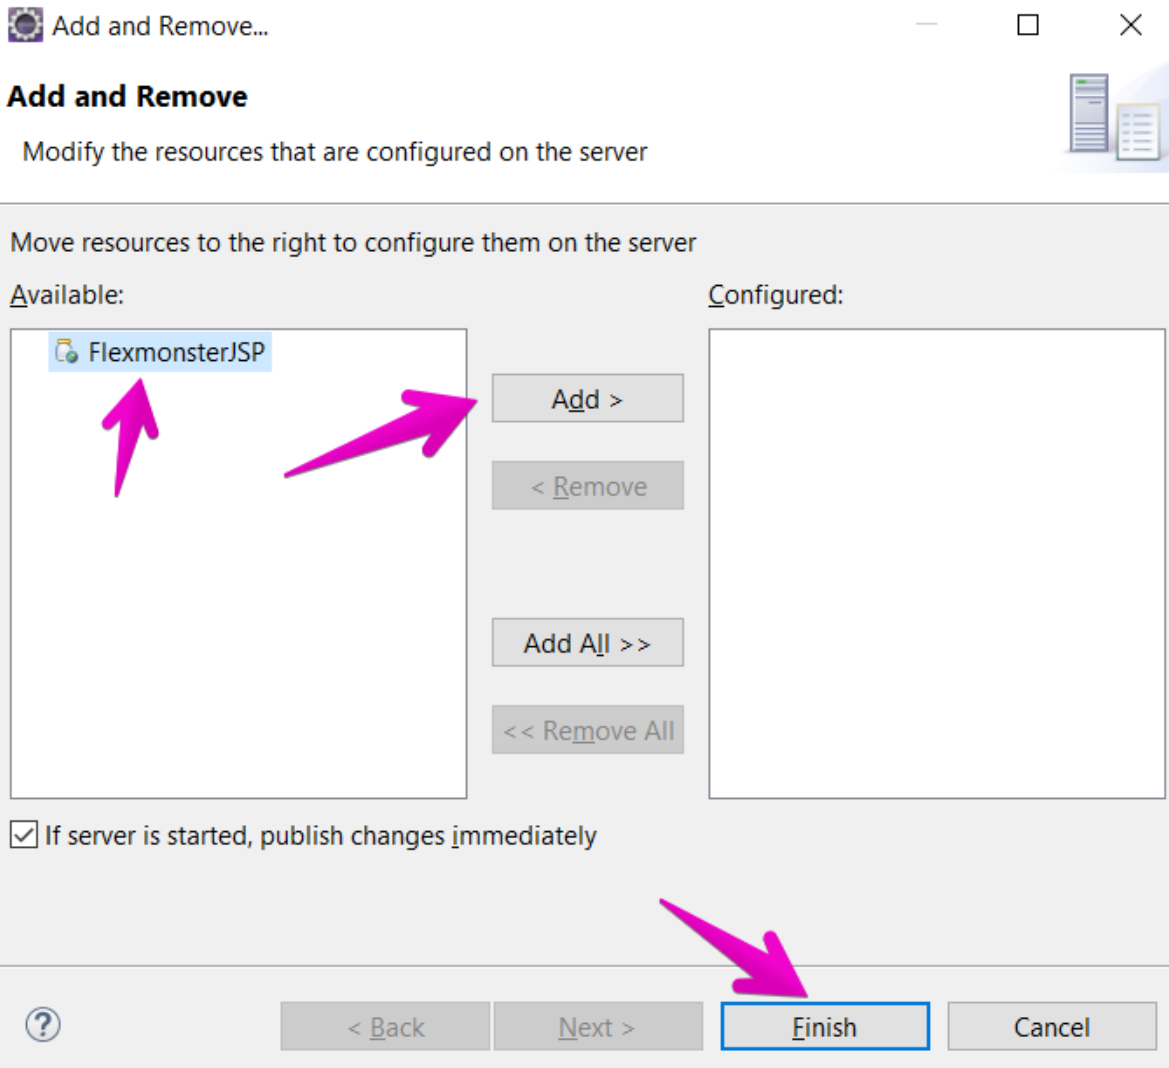 Add and Remove...
Add and Remove
Modify the resources that are configured on the server
Move resources to the right to configure them on the server
Available:
Configured:
FlexmonsterJSP
Add >
< Remove
Add All >>
<< Remove All
If server is started, publish changes immediately
?
< Back
Next >
Finish
Cancel